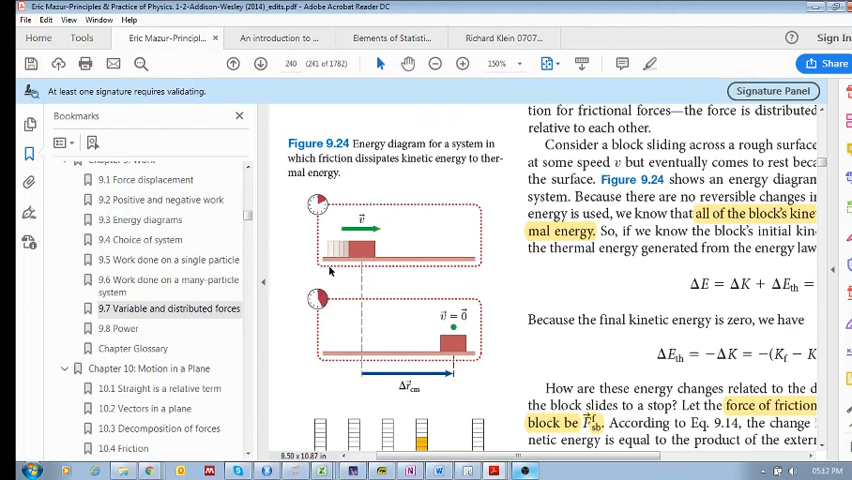 Eric Mazur-Principles & Practice of Physics. 1-2-Addison-Wesley (2014)_edits.pdf - Adobe Acrobat Reader DC
File Edit View Window Help
Home Tools Eric Mazur-Principl... × An introduction to ... Elements of Statisti... Richard Klein 0707... Sign In
240 (241 of 1782) 150% Share
At least one signature requires validating. Signature Panel
Bookmarks
9.1 Force displacement
9.2 Positive and negative work
9.3 Energy diagrams
9.4 Choice of system
9.5 Work done on a single particle
9.6 Work done on a many-particle
system
9.7 Variable and distributed forces
9.8 Power
Chapter Glossary
Chapter 10: Motion in a Plane
10.1 Straight is a relative term
10.2 Vectors in a plane
10.3 Decomposition of forces
10.4 Friction
Figure 9.24 Energy diagram for a system in
which friction dissipates kinetic energy to ther-
mal energy.
v⃗
v⃗ = 0⃗
Δr⃗cm
8.50 x 10.87 in
tion for frictional forces—the force is distributed
relative to each other.
Consider a block sliding across a rough surface
at some speed v but eventually comes to rest beca
the surface. Figure 9.24 shows an energy diagram
system. Because there are no reversible changes in
energy is used, we know that all of the block's kine
mal energy. So, if we know the block's initial kin
the thermal energy generated from the energy law
ΔE = ΔK + ΔEth =
Because the final kinetic energy is zero, we have
ΔEth = −ΔK = −(Kf − K
How are these energy changes related to the d
the block slides to a stop? Let the force of friction
block be F⃗fsb. According to Eq. 9.14, the change
netic energy is equal to the product of the extern
05:12 PM